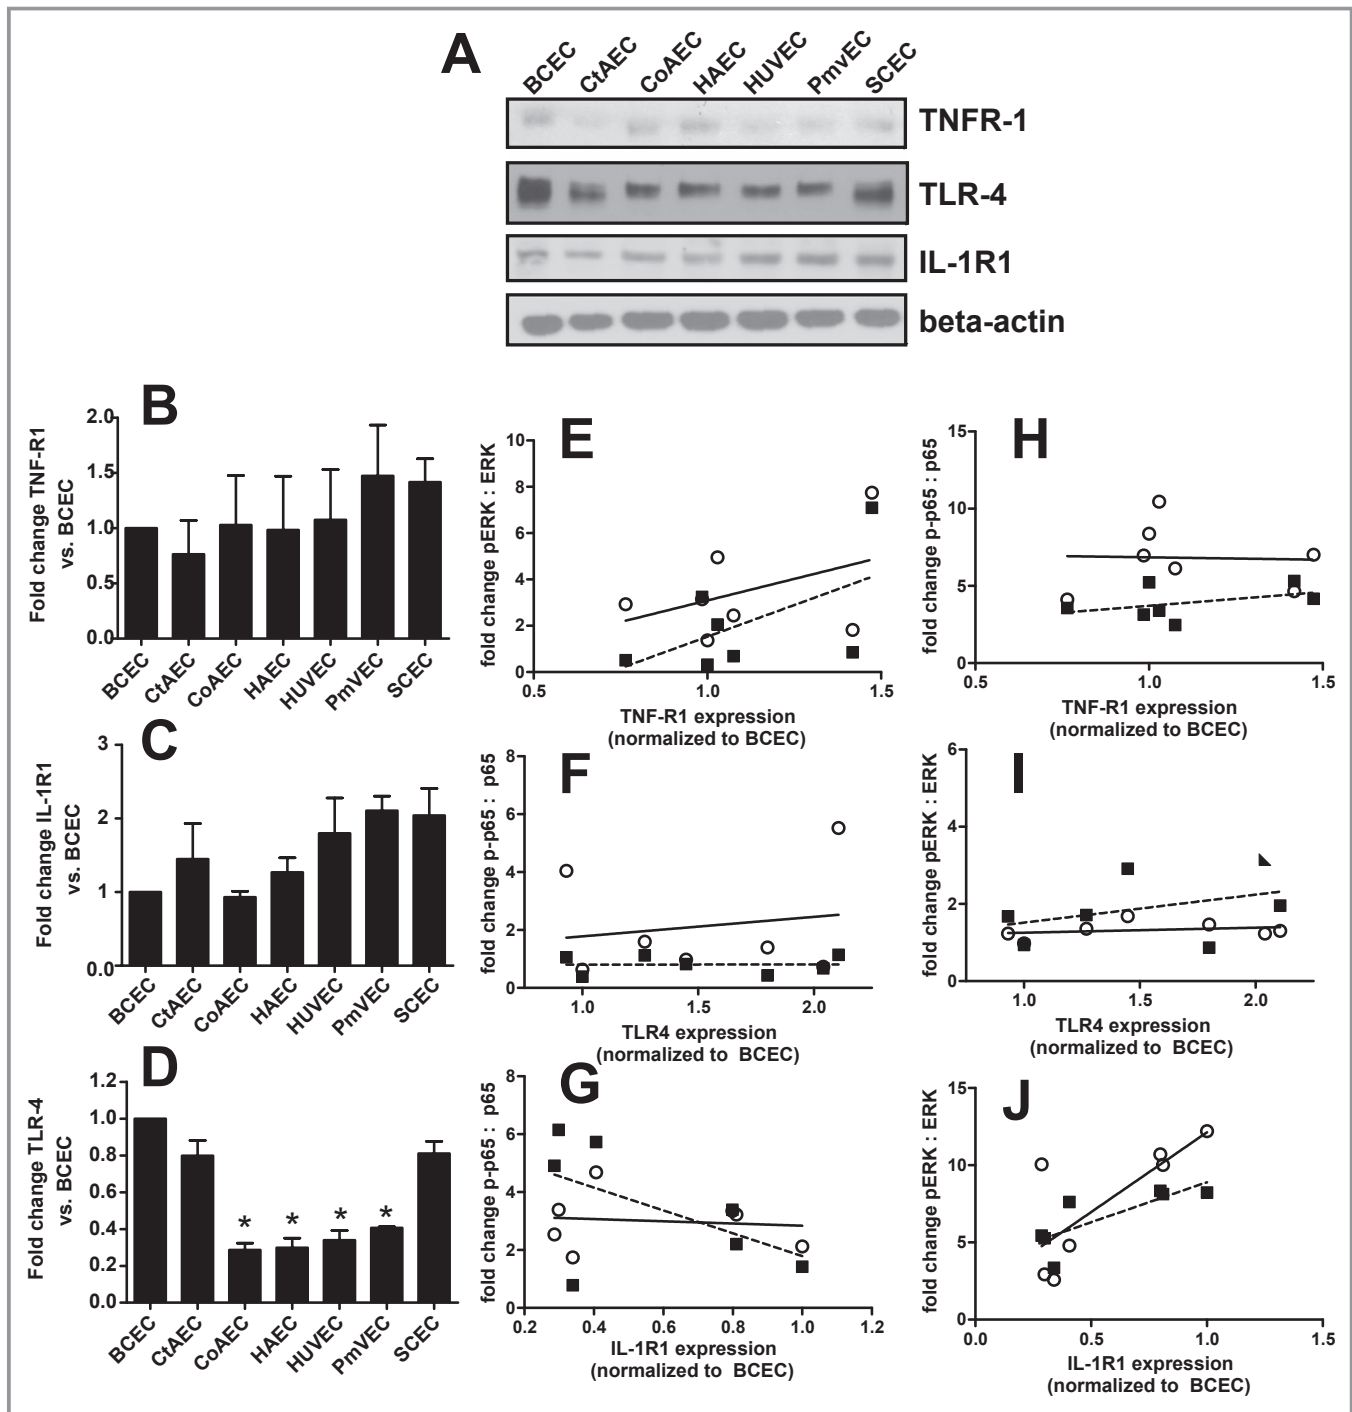 A
BCEC
CtAEC
CoAEC
HAEC
HUVEC
PmvEC
SCEC
TNFR-1
TLR-4
IL-1R1
beta-actin
B
Fold change TNF-R1
vs. BCEC
2.0
1.5
1.0
0.5
0.0
BCEC
CtAEC
CoAEC
HAEC
HUVEC
PmVEC
SCEC
E
fold change pERK : ERK
10
8
6
4
2
0
0.5
1.0
1.5
TNF-R1 expression
(normalized to BCEC)
H
fold change p-p65 : p65
15
10
5
0
0.5
1.0
1.5
TNF-R1 expression
(normalized to BCEC)
C
Fold change IL-1R1
vs. BCEC
3
2
1
0.0
BCEC
CtAEC
CoAEC
HAEC
HUVEC
PmVEC
SCEC
F
fold change p-p65 : p65
8
6
4
2
0
1.0
1.5
2.0
TLR4 expression
(normalized to BCEC)
I
fold change pERK : ERK
6
4
2
0
1.0
1.5
2.0
TLR4 expression
(normalized to BCEC)
D
Fold change TLR-4
vs. BCEC
1.2
1.0
0.8
0.6
0.4
0.2
0.0
* * * *
BCEC
CtAEC
CoAEC
HAEC
HUVEC
PmVEC
SCEC
G
fold change p-p65 : p65
8
6
4
2
0
0.2
0.4
0.6
0.8
1.0
1.2
IL-1R1 expression
(normalized to BCEC)
J
fold change pERK : ERK
15
10
5
0
0.0
0.5
1.0
1.5
IL-1R1 expression
(normalized to BCEC)